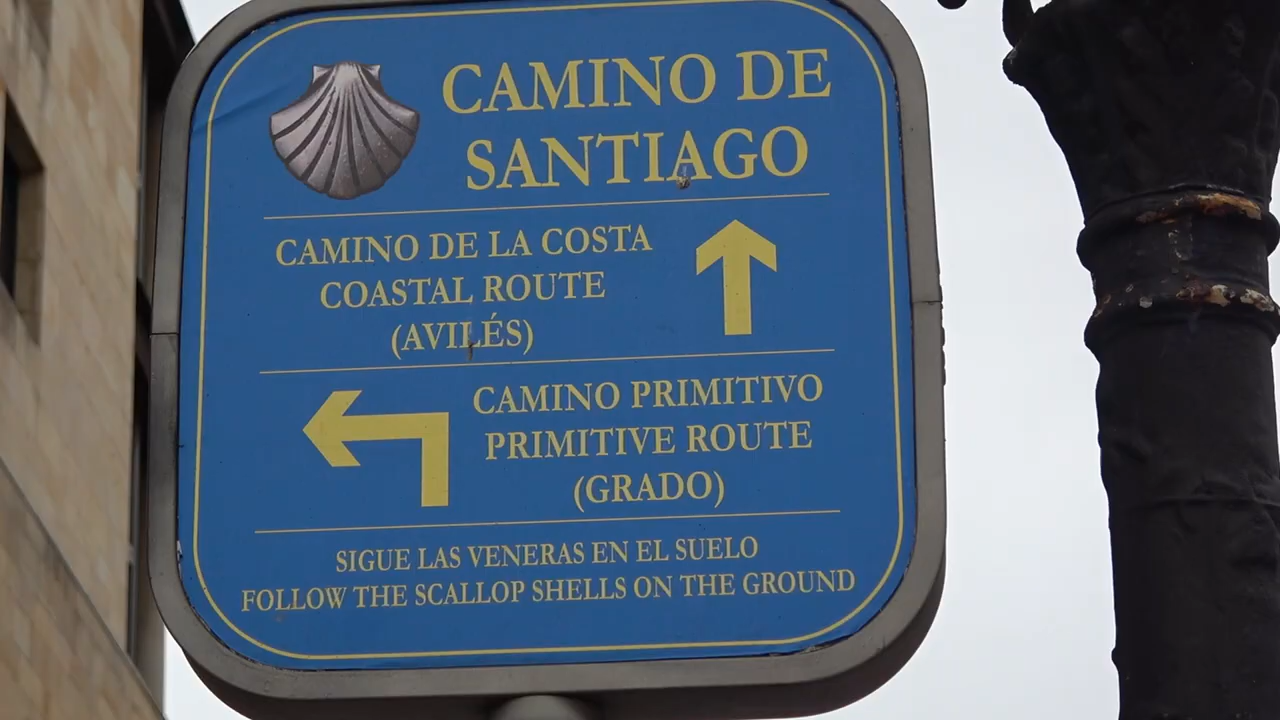 CAMINO DE
SANTIAGO
CAMINO DE LA COSTA
COASTAL ROUTE
(AVILÉS)
CAMINO PRIMITIVO
PRIMITIVE ROUTE
(GRADO)
SIGUE LAS VENERAS EN EL SUELO
FOLLOW THE SCALLOP SHELLS ON THE GROUND